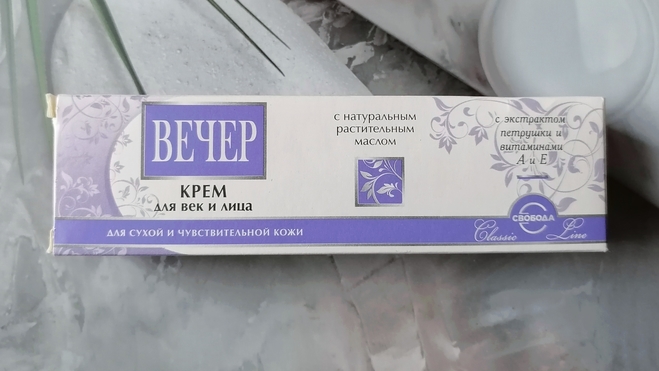 ВЕЧЕР
КРЕМ
для век и лица
с натуральным
растительным
маслом
с экстрактом
петрушки и
витаминами
А и Е
для сухой и чувствительной кожи
СВОБОДА
Classic Line